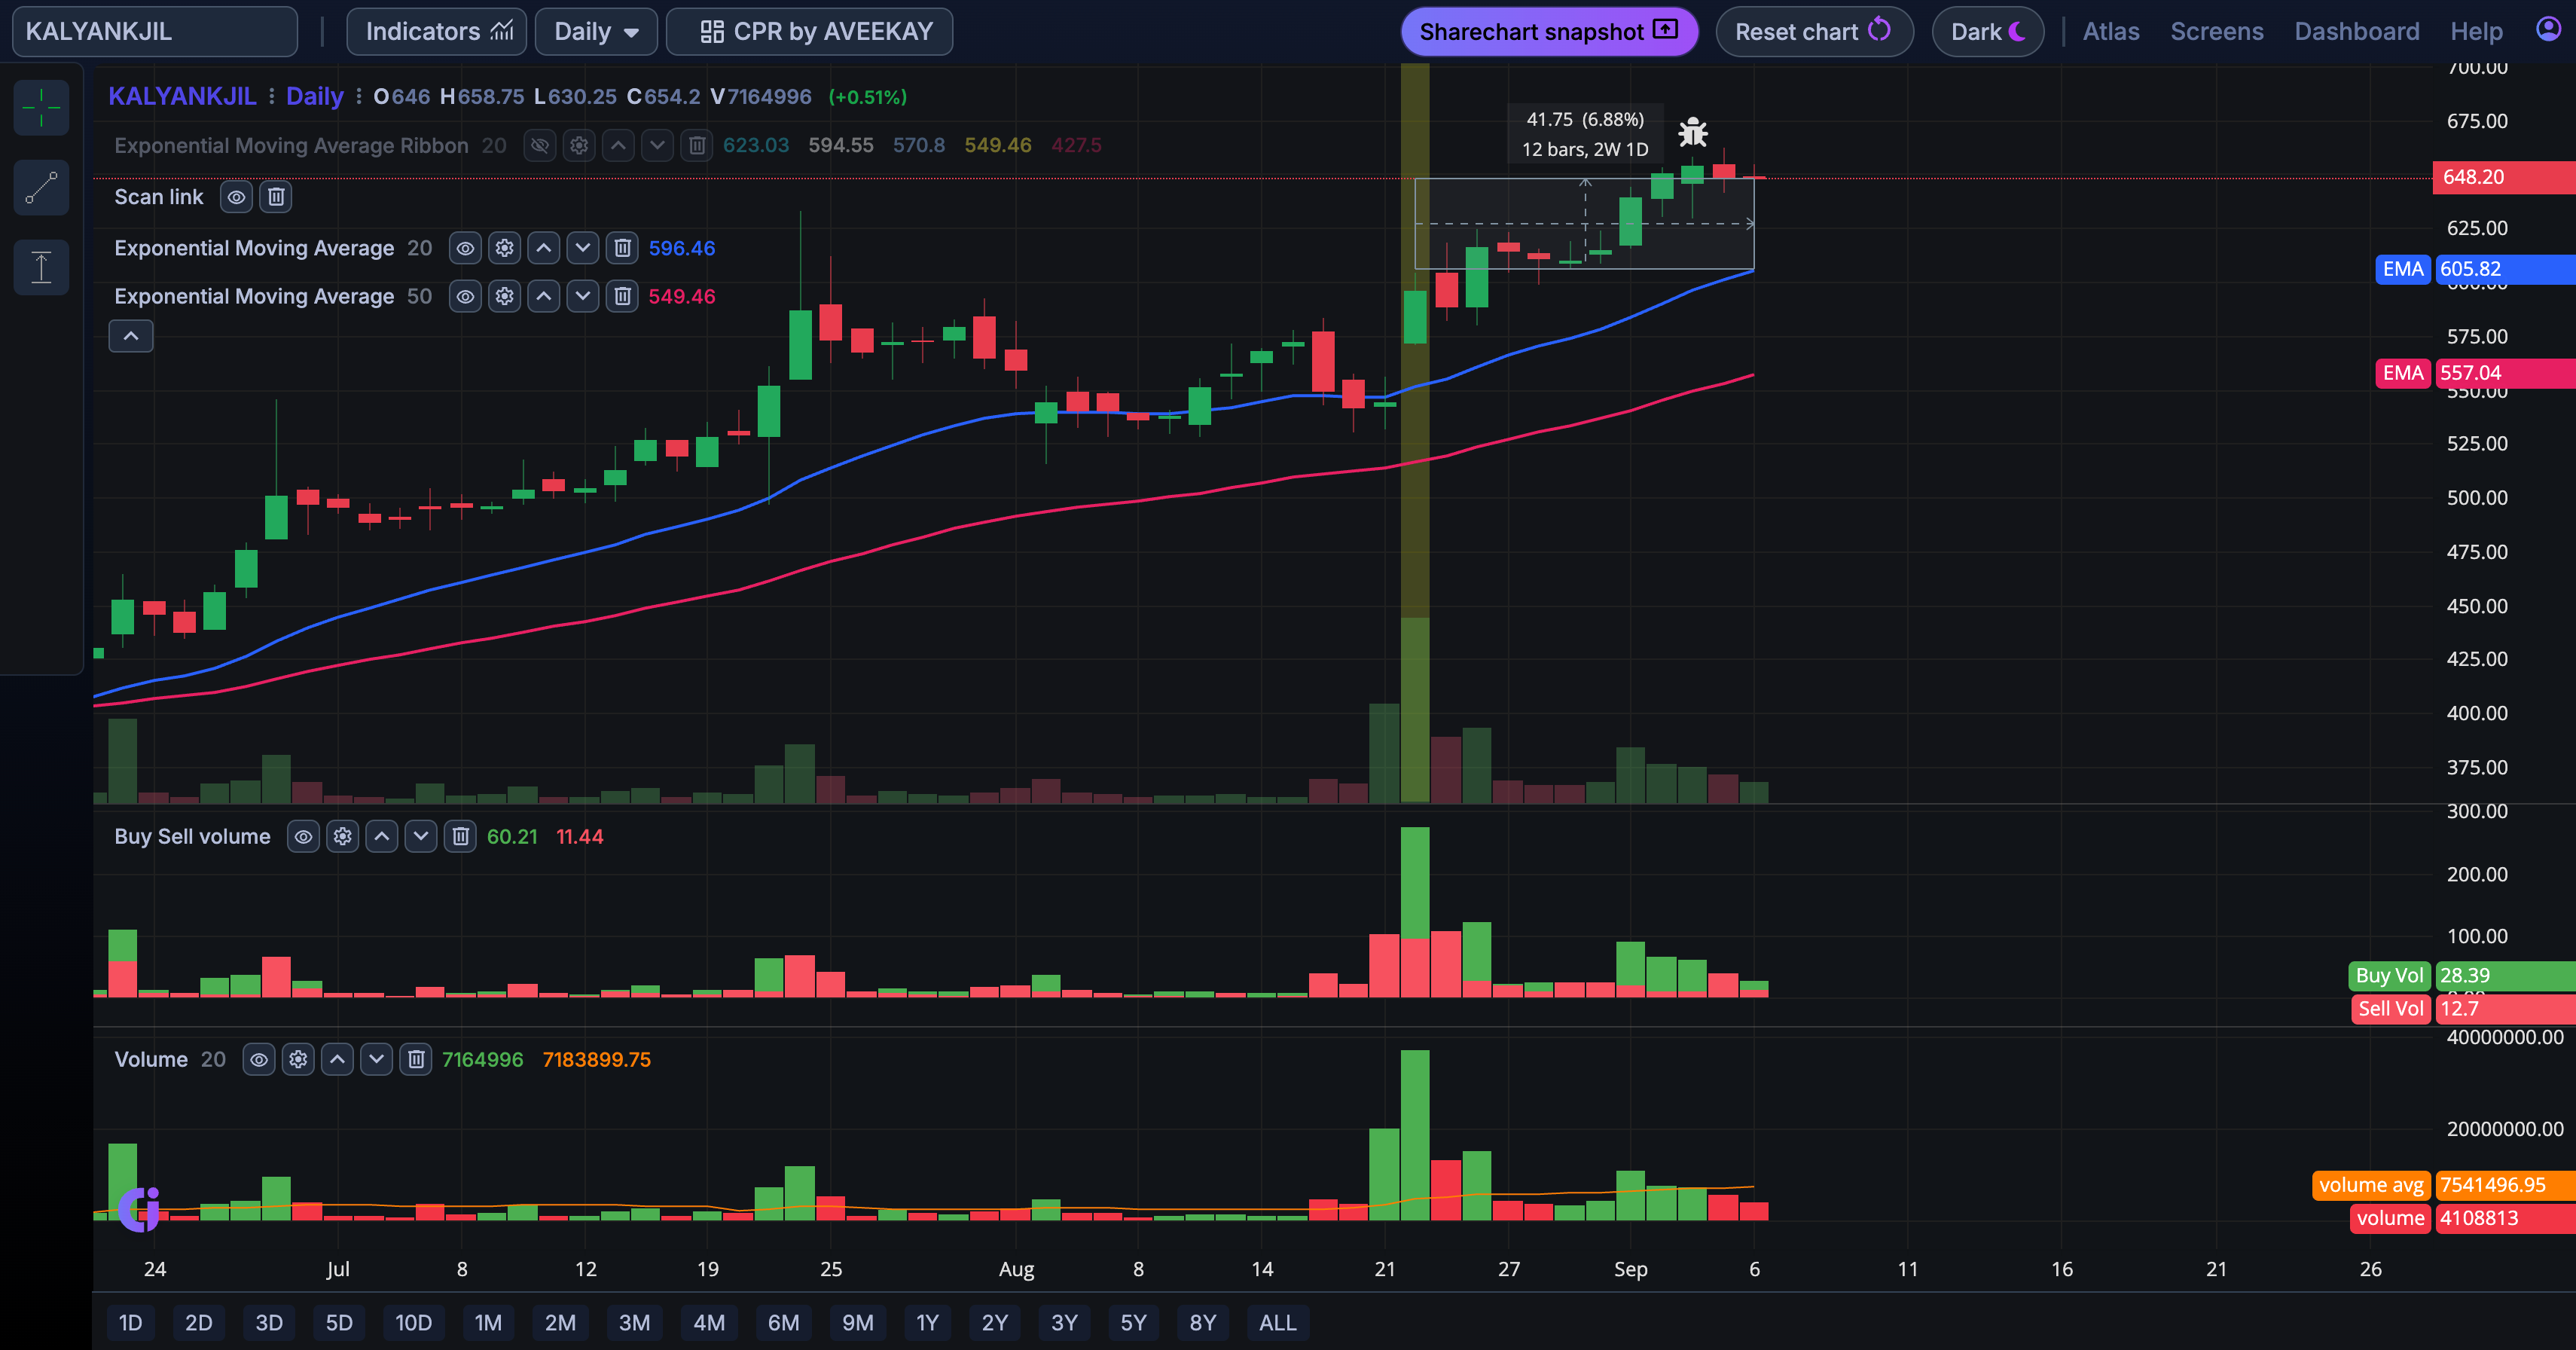 KALYANKJIL Indicators Daily CPR by AVEEKAY Sharechart snapshot Reset chart Dark Atlas Screens Dashboard Help
KALYANKJIL Daily O646 H658.75 L630.25 C654.2 V7164996 (+0.51%)
Exponential Moving Average Ribbon 20 623.03 594.55 570.8 549.46 427.5
Scan link
Exponential Moving Average 20 596.46
Exponential Moving Average 50 549.46
41.75 (6.88%)
12 bars, 2W 1D
700.00
675.00
648.20
625.00
EMA 605.82
600.00
575.00
EMA 557.04
550.00
525.00
500.00
475.00
450.00
425.00
400.00
375.00
Buy Sell volume 60.21 11.44
300.00
200.00
100.00
Buy Vol 28.39
Sell Vol 12.7
Volume 20 7164996 7183899.75
40000000.00
20000000.00
volume avg 7541496.95
volume 4108813
24 Jul 8 12 19 25 Aug 8 14 21 27 Sep 6 11 16 21 26
1D 2D 3D 5D 10D 1M 2M 3M 4M 6M 9M 1Y 2Y 3Y 5Y 8Y ALL